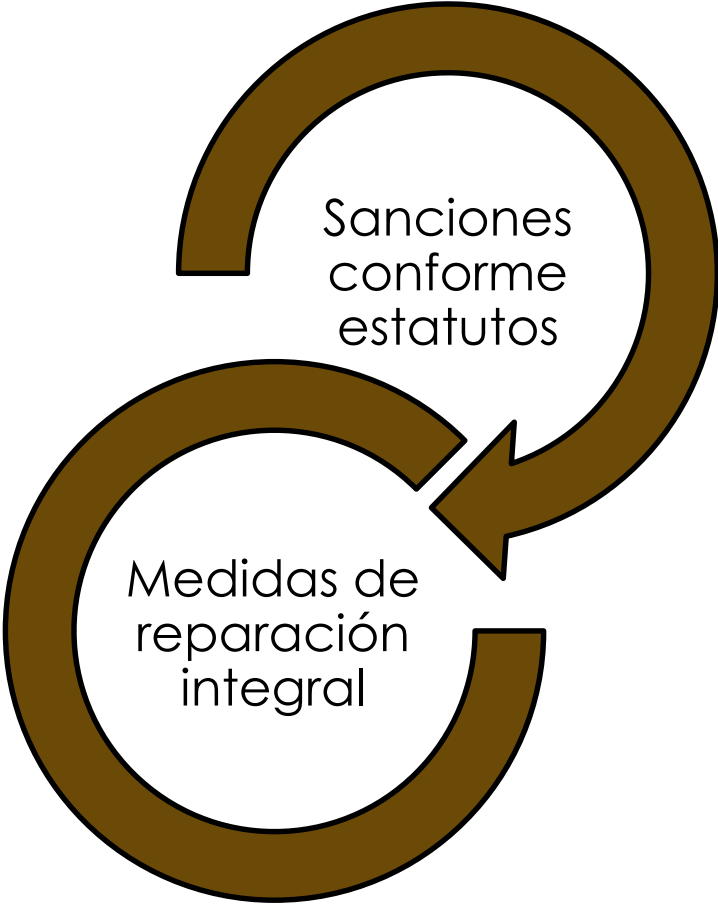 Sanciones
conforme
estatutos
Medidas de
reparación
integral